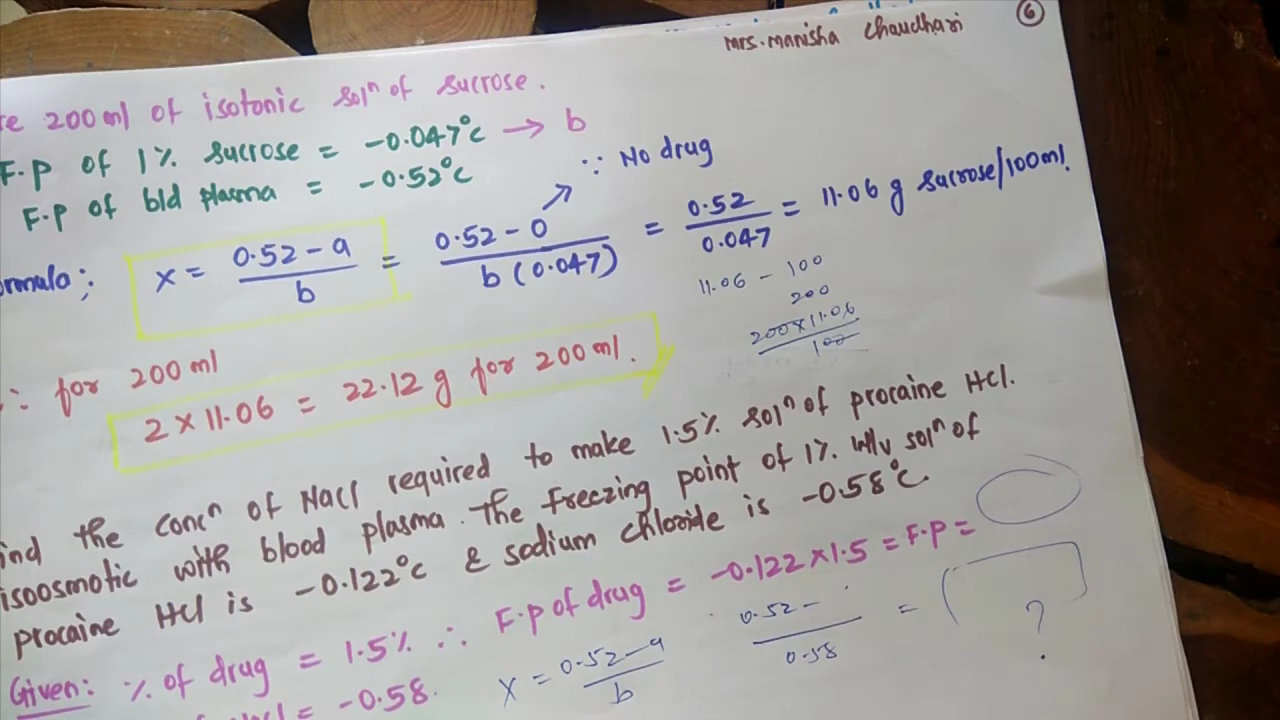 Mrs. Manisha Chaudhari 6
re 200 ml of isotonic solⁿ of sucrose.
F.p of 1% sucrose = -0.047°c → b
F.p of bld plasma = -0.52°c
∵ No drug
ormula; x = 0.52 - a / b = 0.52 - 0 / b (0.047) = 0.52 / 0.047 = 11.06 g sucrose/100ml.
11.06 - 100
200
200 x 11.06 / 100
∴ for 200 ml
2 x 11.06 = 22.12 g for 200 ml.
ind the concⁿ of Nacl required to make 1.5% solⁿ of procaine Hcl.
isoosmotic with blood plasma. The freezing point of 1% w/v solⁿ of
procaine Hcl is -0.122°c & sodium chloride is -0.58°c.
Given: % of drug = 1.5% ∴ F.p of drug = -0.122 x 1.5 = F.p =
= -0.58.
x = 0.52 - a / b
0.52 - / 0.58 = ?